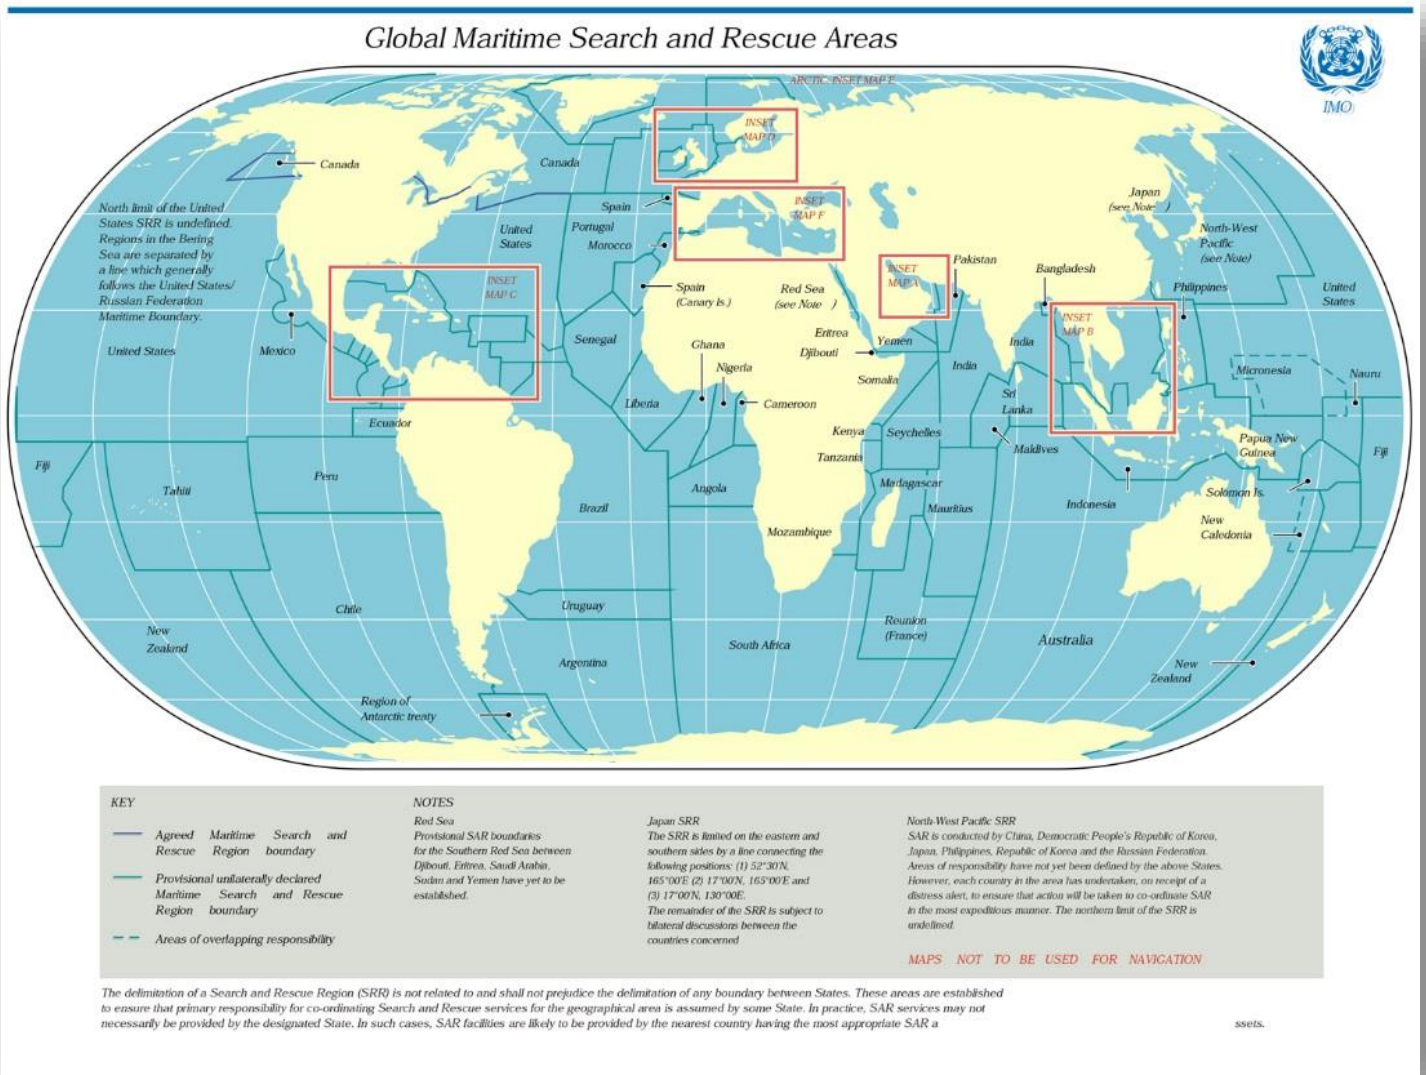 Global Maritime Search and Rescue Areas
IMO
ARCTIC INSET MAP E
INSET
MAP D
Canada
Canada
North limit of the United
States SRR is undefined.
Regions in the Bering
Sea are separated by
a line which generally
follows the United States/
Russian Federation
Maritime Boundary.
United
States
Spain
Portugal
Morocco
INSET
MAP F
Japan
(see Note )
North-West
Pacific
(see Note)
INSET
MAP C
Spain
(Canary Is.)
Red Sea
(see Note )
INSET
MAP A
Pakistan
Bangladesh
Philippines
United
States
INSET
MAP B
United States
Mexico
Senegal
Ghana
Nigeria
Eritrea
Djibouti
Yemen
Somalia
India
India
Micronesia
Nauru
Liberia
Cameroon
Sri
Lanka
Ecuador
Kenya
Seychelles
Maldives
Papua New
Guinea
Fiji
Fiji
Tahiti
Peru
Tanzania
Angola
Brazil
Madagascar
Mauritius
Indonesia
Solomon Is.
New
Caledonia
Mozambique
Chile
Uruguay
New
Zealand
Argentina
South Africa
Reunion
(France)
Australia
New
Zealand
Region of
Antarctic treaty
KEY
Agreed Maritime Search and
Rescue Region boundary
Provisional unilaterally declared
Maritime Search and Rescue
Region boundary
Areas of overlapping responsibility
NOTES
Red Sea
Provisional SAR boundaries
for the Southern Red Sea between
Djibouti, Eritrea, Saudi Arabia,
Sudan and Yemen have yet to be
established.
Japan SRR
The SRR is limited on the eastern and
southern sides by a line connecting the
following positions: (1) 52°30'N,
165°00'E (2) 17°00'N, 165°00'E and
(3) 17°00'N, 130°00'E.
The remainder of the SRR is subject to
bilateral discussions between the
countries concerned
North-West Pacific SRR
SAR is conducted by China, Democratic People's Republic of Korea,
Japan, Philippines, Republic of Korea and the Russian Federation.
Areas of responsibility have not yet been defined by the above States.
However, each country in the area has undertaken, on receipt of a
distress alert, to ensure that action will be taken to co-ordinate SAR
in the most expeditious manner. The northern limit of the SRR is
undefined.
MAPS NOT TO BE USED FOR NAVIGATION
The delimitation of a Search and Rescue Region (SRR) is not related to and shall not prejudice the delimitation of any boundary between States. These areas are established
to ensure that primary responsibility for co-ordinating Search and Rescue services for the geographical area is assumed by some State. In practice, SAR services may not
necessarily be provided by the designated State. In such cases, SAR facilities are likely to be provided by the nearest country having the most appropriate SAR a ssets.